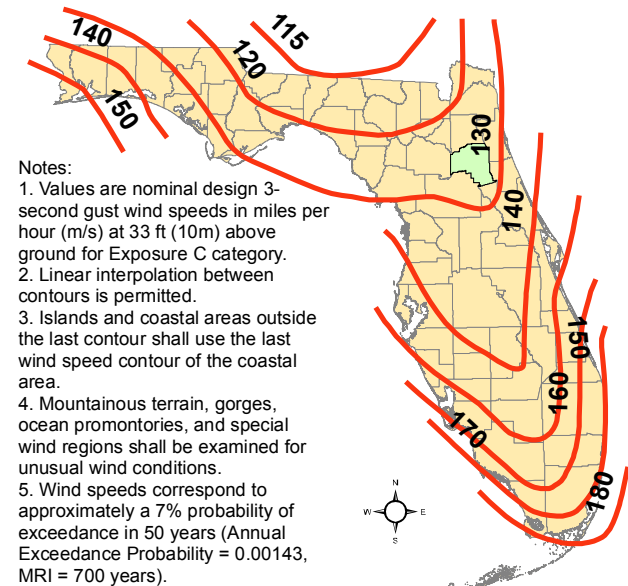 115
140
120
150
130
Notes:
1. Values are nominal design 3-
second gust wind speeds in miles per
hour (m/s) at 33 ft (10m) above
ground for Exposure C category.
2. Linear interpolation between
contours is permitted.
3. Islands and coastal areas outside
the last contour shall use the last
wind speed contour of the coastal
area.
4. Mountainous terrain, gorges,
ocean promontories, and special
wind regions shall be examined for
unusual wind conditions.
5. Wind speeds correspond to
approximately a 7% probability of
exceedance in 50 years (Annual
Exceedance Probability = 0.00143,
MRI = 700 years).
140
150
160
170
180
N
W E
S